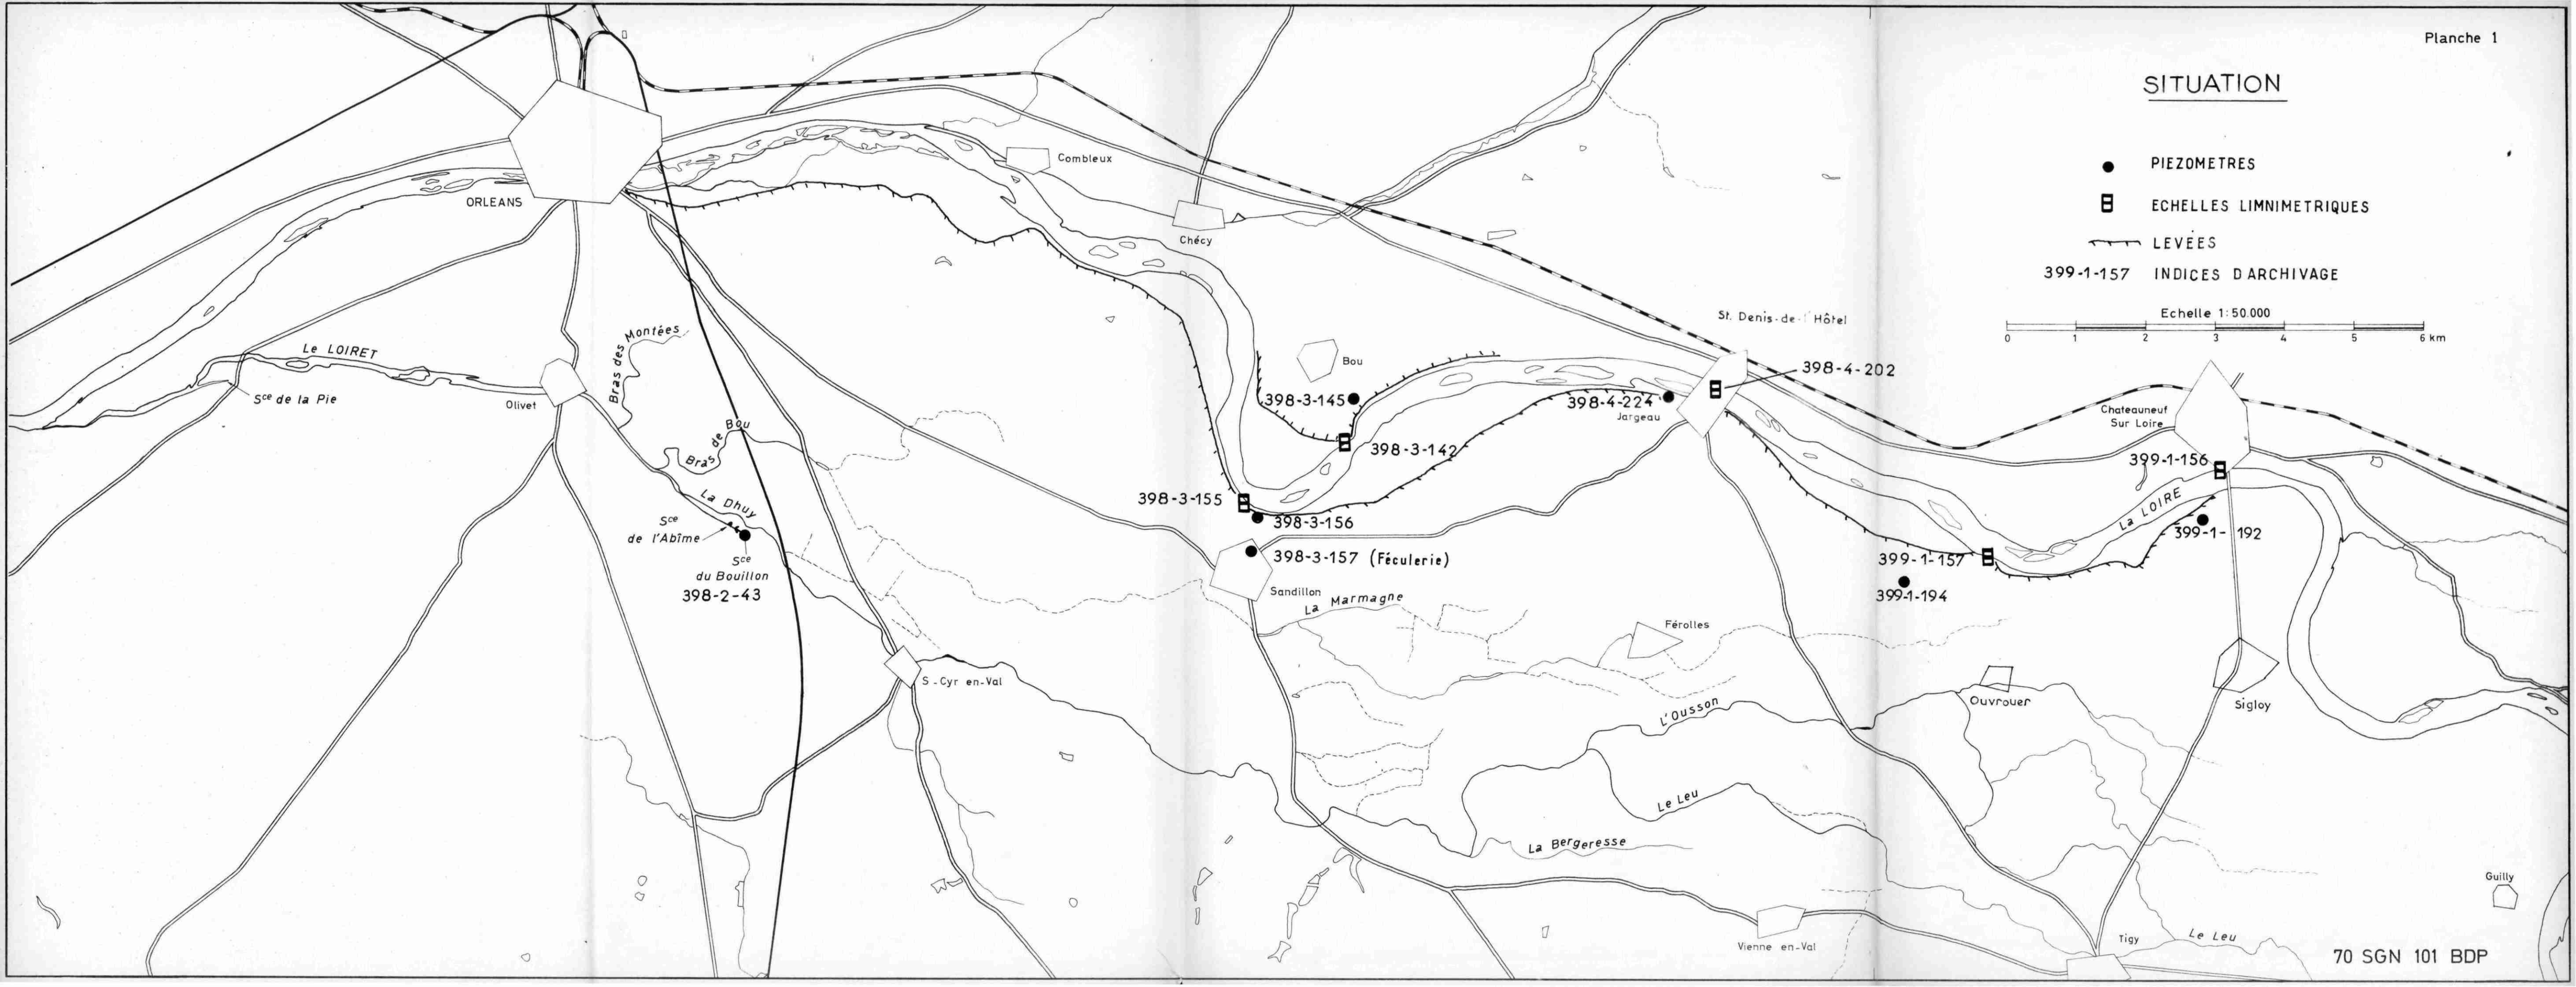 Planche 1
SITUATION
PIEZOMETRES
ECHELLES LIMNIMETRIQUES
LEVÉES
399-1-157 INDICES D ARCHIVAGE
Echelle 1:50.000
0 1 2 3 4 5 6 km
Combleux
ORLEANS
Chécy
St. Denis-de-l'Hôtel
Bras des Montées
Le LOIRET
Bou
398-4-202
Sce de la Pie
Olivet
398-3-145
398-4-224
Jargeau
Chateauneuf
Sur Loire
Bras de Bou
398-3-142
399-1-156
La Dhuy
398-3-155
La LOIRE
Sce
de l'Abîme
398-3-156
399-1-192
Sce
du Bouillon
398-2-43
398-3-157 (Féculerie)
399-1-157
399-1-194
Sandillon
La Marmagne
Férolles
S-Cyr en-Val
L'Ousson
Ouvrouer
Sigloy
Le Leu
La Bergeresse
Guilly
Vienne en-Val
Tigy
Le Leu
70 SGN 101 BDP